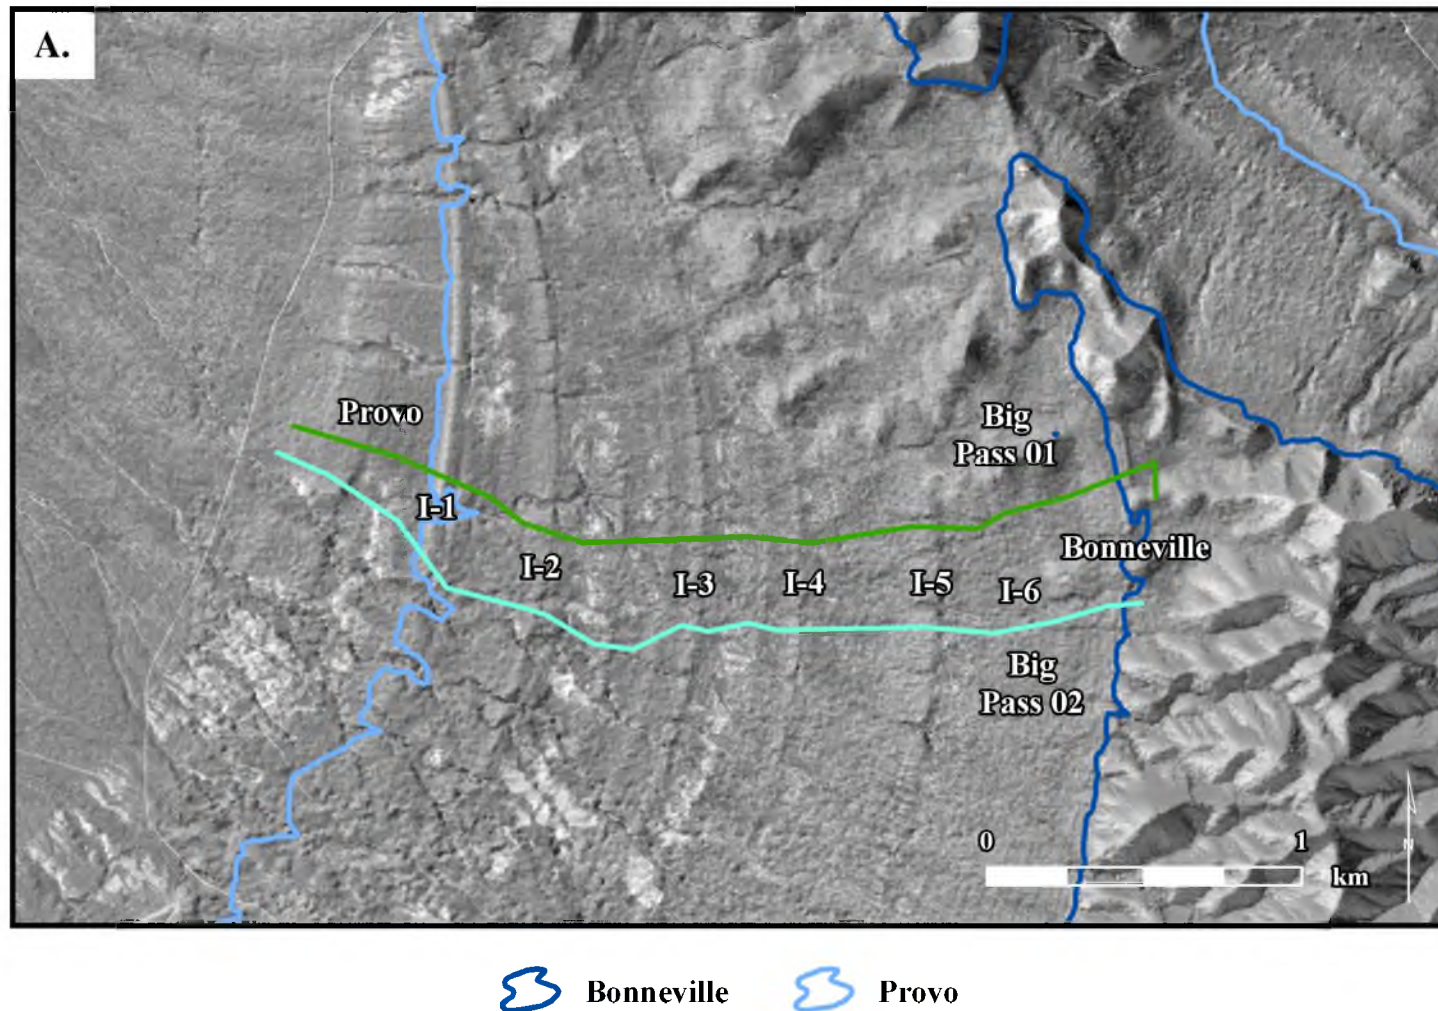 A.
Provo
Big
Pass 01
I-1
Bonneville
I-2
I-3
I-4
I-5
I-6
Big
Pass 02
0
1
km
N
Bonneville
Provo